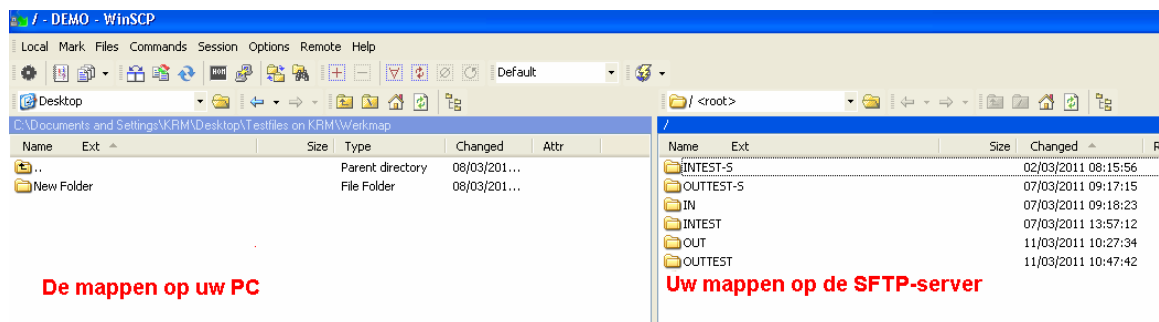 / - DEMO - WinSCP
Local Mark Files Commands Session Options Remote Help
Default
Desktop / <root>
C:\Documents and Settings\KRM\Desktop\Testfiles on KRM\Werkmap /
Name Ext Size Type Changed Attr Name Ext Size Changed R
.. Parent directory 08/03/201... INTEST-S 02/03/2011 08:15:56
New Folder File Folder 08/03/201... OUTTEST-S 07/03/2011 09:17:15
IN 07/03/2011 09:18:23
INTEST 07/03/2011 13:57:12
OUT 11/03/2011 10:27:34
OUTTEST 11/03/2011 10:47:42
De mappen op uw PC Uw mappen op de SFTP-server